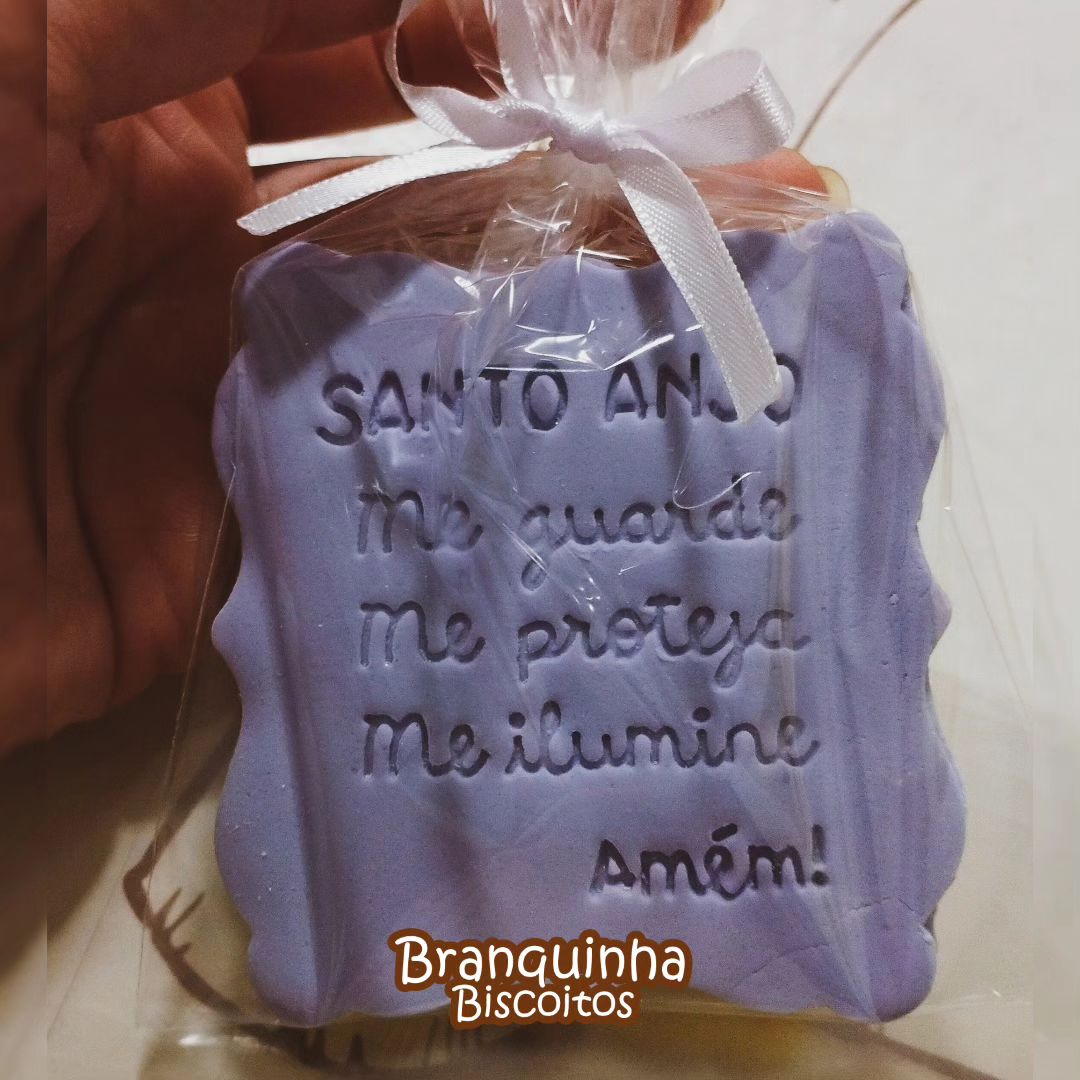 SANTO ANJO
Me guarde
Me proteja
Me ilumine
Amém!
Branquinha
Biscoitos